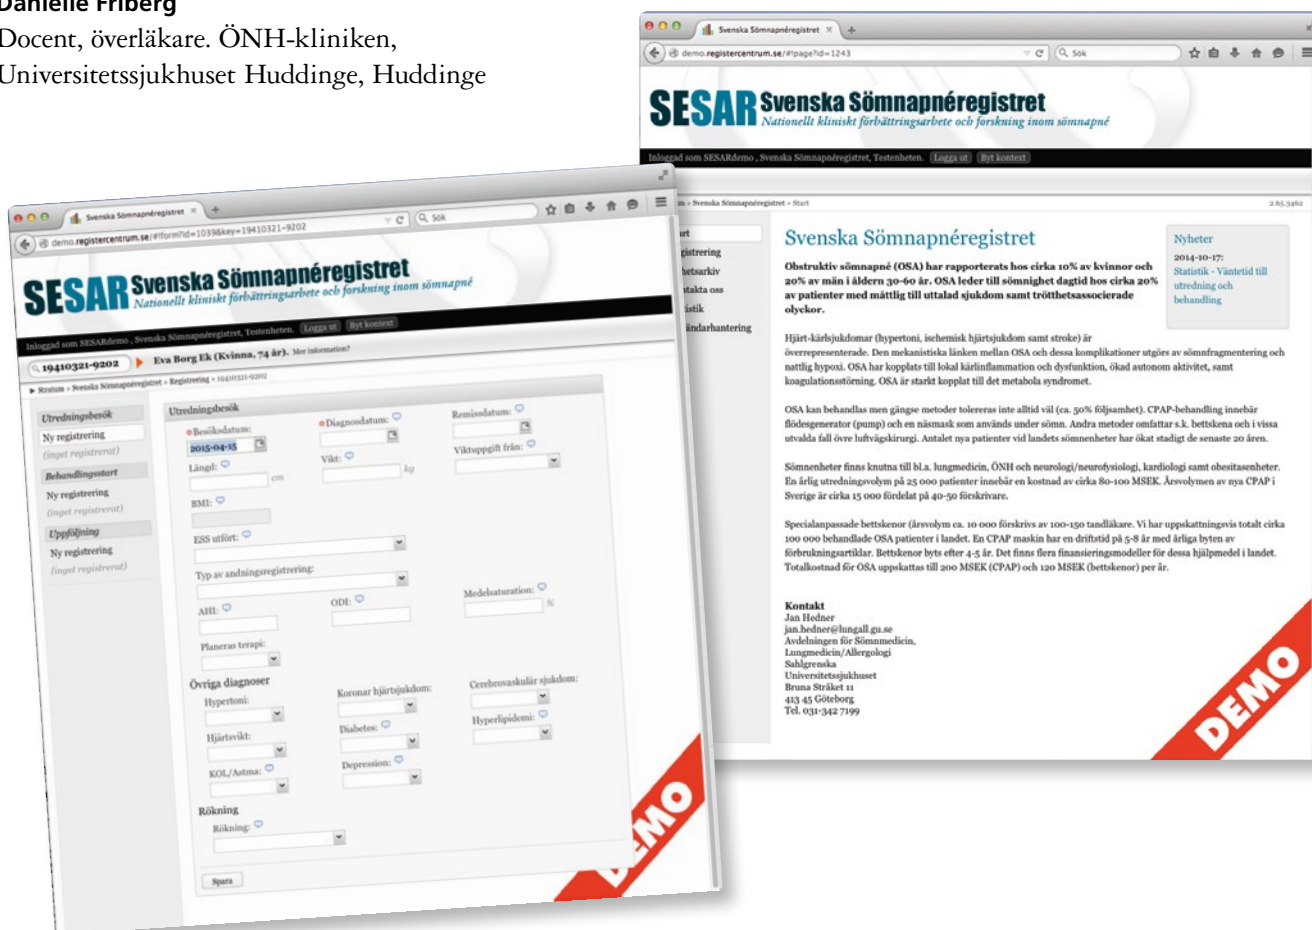 Danielle Friberg
Docent, överläkare. ÖNH-kliniken,
Universitetssjukhuset Huddinge, Huddinge
Svenska Sömnapnéregistret
demo.registercentrum.se/#!form?id=1039&key=19410321-9202
Sök
SESAR Svenska Sömnapnéregistret
Nationellt kliniskt förbättringsarbete och forskning inom sömnapné
Inloggad som SESARdemo , Svenska Sömnapnéregistret, Testenheten. Logga ut Byt kontext
19410321-9202 Eva Borg Ek (Kvinna, 74 år). Mer information?
Stratum » Svenska Sömnapnéregistret » Registrering » 19410321-9202
Utredningsbesök
Ny registrering
(inget registrerat)
Behandlingsstart
Ny registrering
(inget registrerat)
Uppföljning
Ny registrering
(inget registrerat)
Utredningsbesök
Besöksdatum: Diagnosdatum: Remissdatum:
2015-04-15
Längd: Vikt: Viktuppgift från:
cm kg
BMI:
ESS utfört:
Typ av andningsregistrering:
AHI: ODI: Medelsaturation:
%
Planeras terapi:
Övriga diagnoser
Hypertoni: Koronar hjärtsjukdom: Cerebrovaskulär sjukdom:
Hjärtsvikt: Diabetes: Hyperlipidemi:
KOL/Astma: Depression:
Rökning
Rökning:
Spara
DEMO
Svenska Sömnapnéregistret
demo.registercentrum.se/#!page?id=1243
Sök
SESAR Svenska Sömnapnéregistret
Nationellt kliniskt förbättringsarbete och forskning inom sömnapné
Inloggad som SESARdemo , Svenska Sömnapnéregistret, Testenheten. Logga ut Byt kontext
m » Svenska Sömnapnéregistret » Start 2.65.3462
art
gistrering
hetsarkiv
ntakta oss
tistik
ändarhantering
Svenska Sömnapnéregistret
Obstruktiv sömnapné (OSA) har rapporterats hos cirka 10% av kvinnor och
20% av män i åldern 30-60 år. OSA leder till sömnighet dagtid hos cirka 20%
av patienter med måttlig till uttalad sjukdom samt trötthetsassocierade
olyckor.
Hjärt-kärlsjukdomar (hypertoni, ischemisk hjärtsjukdom samt stroke) är
överrepresenterade. Den mekanistiska länken mellan OSA och dessa komplikationer utgörs av sömnfragmentering och
nattlig hypoxi. OSA har kopplats till lokal kärlinflammation och dysfunktion, ökad autonom aktivitet, samt
koagulationsstörning. OSA är starkt kopplat till det metabola syndromet.
OSA kan behandlas men gängse metoder tolereras inte alltid väl (ca. 50% följsamhet). CPAP-behandling innebär
flödesgenerator (pump) och en näsmask som används under sömn. Andra metoder omfattar s.k. bettskena och i vissa
utvalda fall övre luftvägskirurgi. Antalet nya patienter vid landets sömnenheter har ökat stadigt de senaste 20 åren.
Sömnenheter finns knutna till bl.a. lungmedicin, ÖNH och neurologi/neurofysiologi, kardiologi samt obesitasenheter.
En årlig utredningsvolym på 25 000 patienter innebär en kostnad av cirka 80-100 MSEK. Årsvolymen av nya CPAP i
Sverige är cirka 15 000 fördelat på 40-50 förskrivare.
Specialanpassade bettskenor (årsvolym ca. 10 000 förskrivs av 100-150 tandläkare. Vi har uppskattningsvis totalt cirka
100 000 behandlade OSA patienter i landet. En CPAP maskin har en driftstid på 5-8 år med årliga byten av
förbrukningsartiklar. Bettskenor byts efter 4-5 år. Det finns flera finansieringsmodeller för dessa hjälpmedel i landet.
Totalkostnad för OSA uppskattas till 200 MSEK (CPAP) och 120 MSEK (bettskenor) per år.
Kontakt
Jan Hedner
jan.hedner@lungall.gu.se
Avdelningen för Sömnmedicin,
Lungmedicin/Allergologi
Sahlgrenska
Universitetssjukhuset
Bruna Stråket 11
413 45 Göteborg
Tel. 031-342 7199
Nyheter
2014-10-17:
Statistik - Väntetid till
utredning och
behandling
DEMO